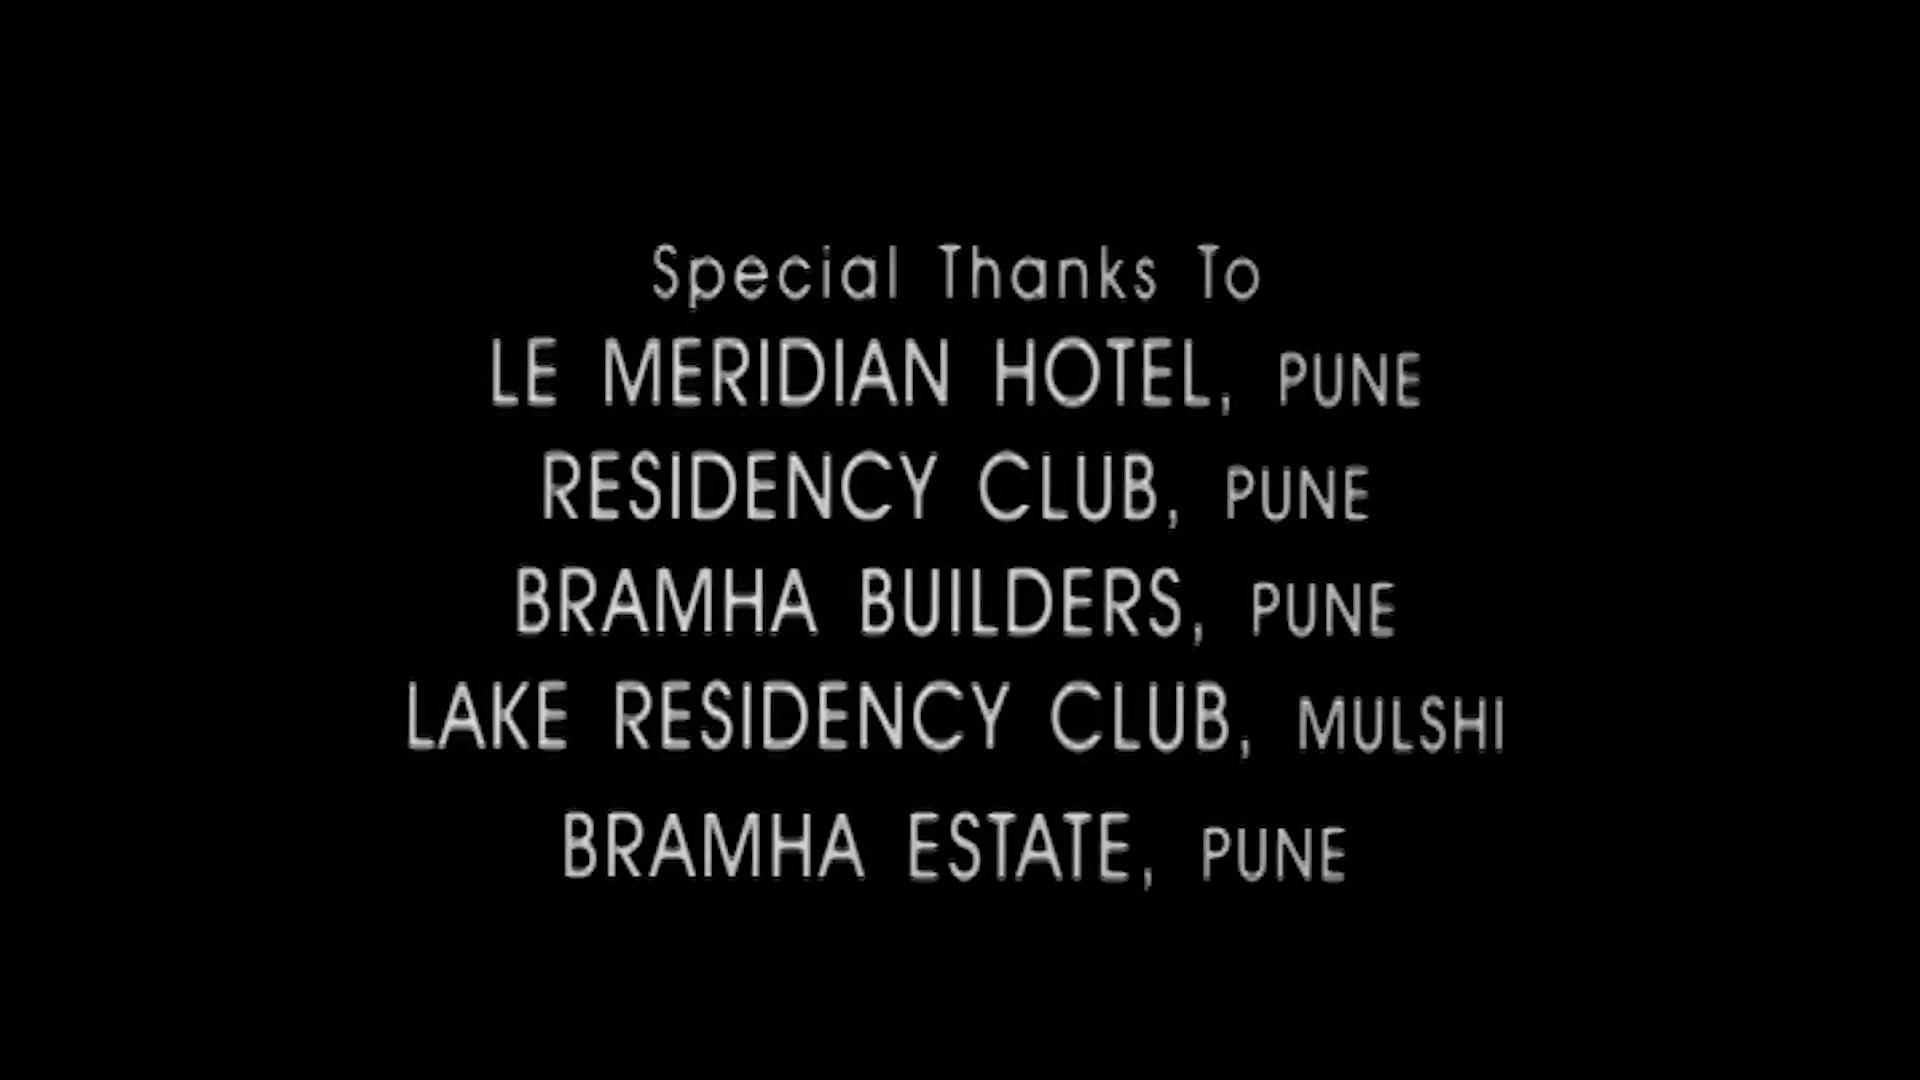 Special Thanks To
LE MERIDIAN HOTEL, PUNE
RESIDENCY CLUB, PUNE
BRAMHA BUILDERS, PUNE
LAKE RESIDENCY CLUB, MULSHI
BRAMHA ESTATE, PUNE